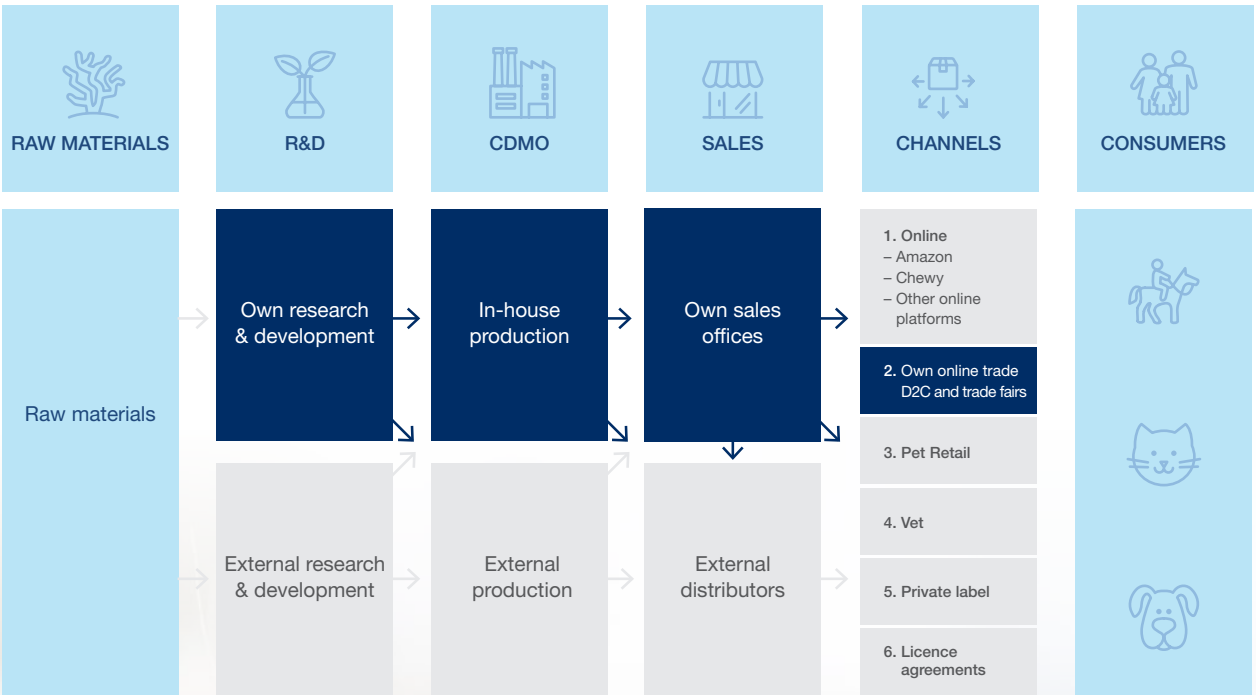 RAW MATERIALS
R&D
CDMO
SALES
CHANNELS
CONSUMERS
Raw materials
Own research
& development
In-house
production
Own sales
offices
External research
& development
External
production
External
distributors
1. Online
– Amazon
– Chewy
– Other online
platforms
2. Own online trade
D2C and trade fairs
3. Pet Retail
4. Vet
5. Private label
6. Licence
agreements